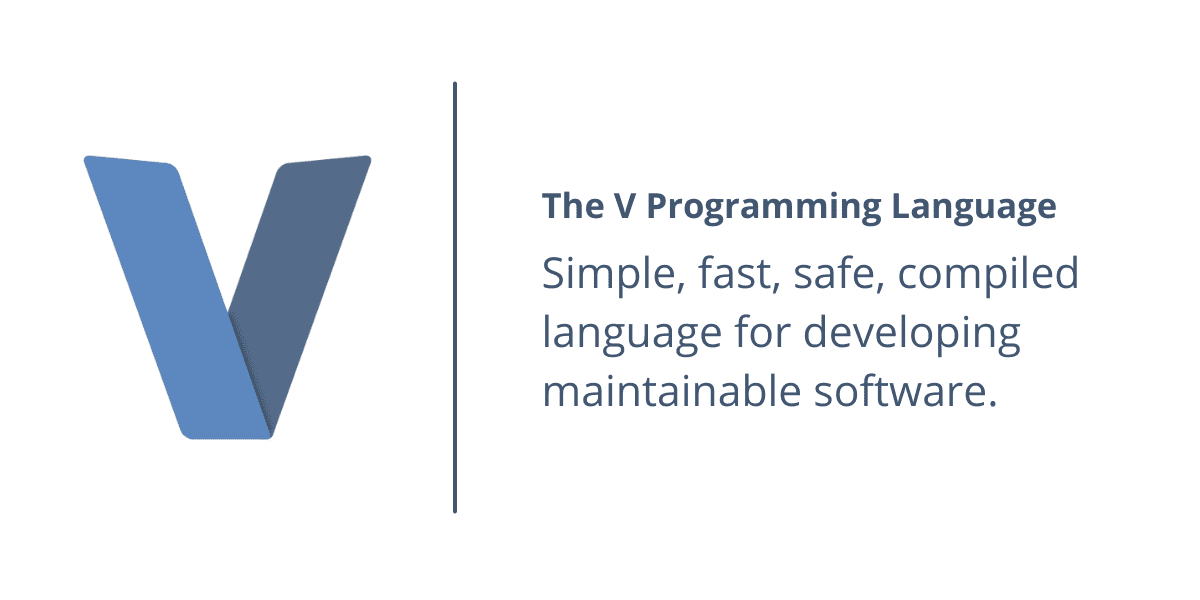 The V Programming Language
Simple, fast, safe, compiled
language for developing
maintainable software.